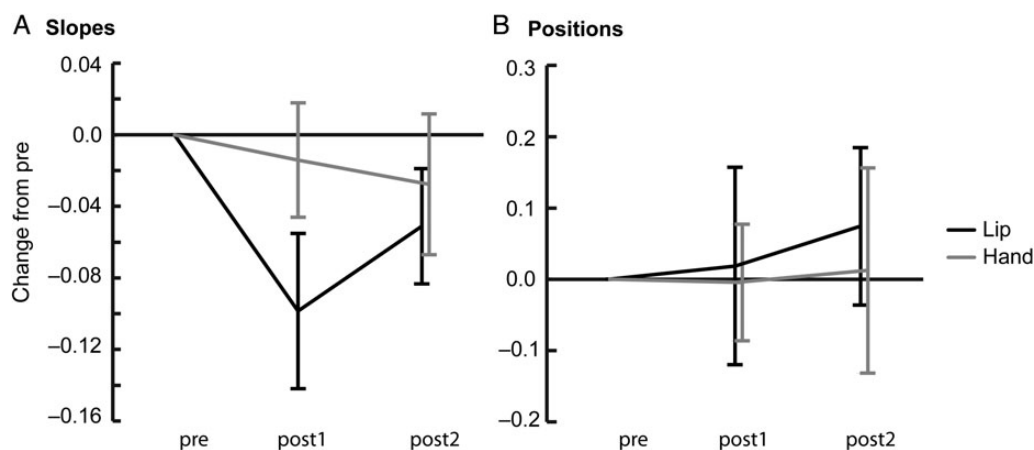 A Slopes
0.04
0.0
−0.04
−0.08
−0.12
−0.16
Change from pre
pre post1 post2
B Positions
0.3
0.2
0.1
0.0
−0.1
−0.2
pre post1 post2
Lip
Hand